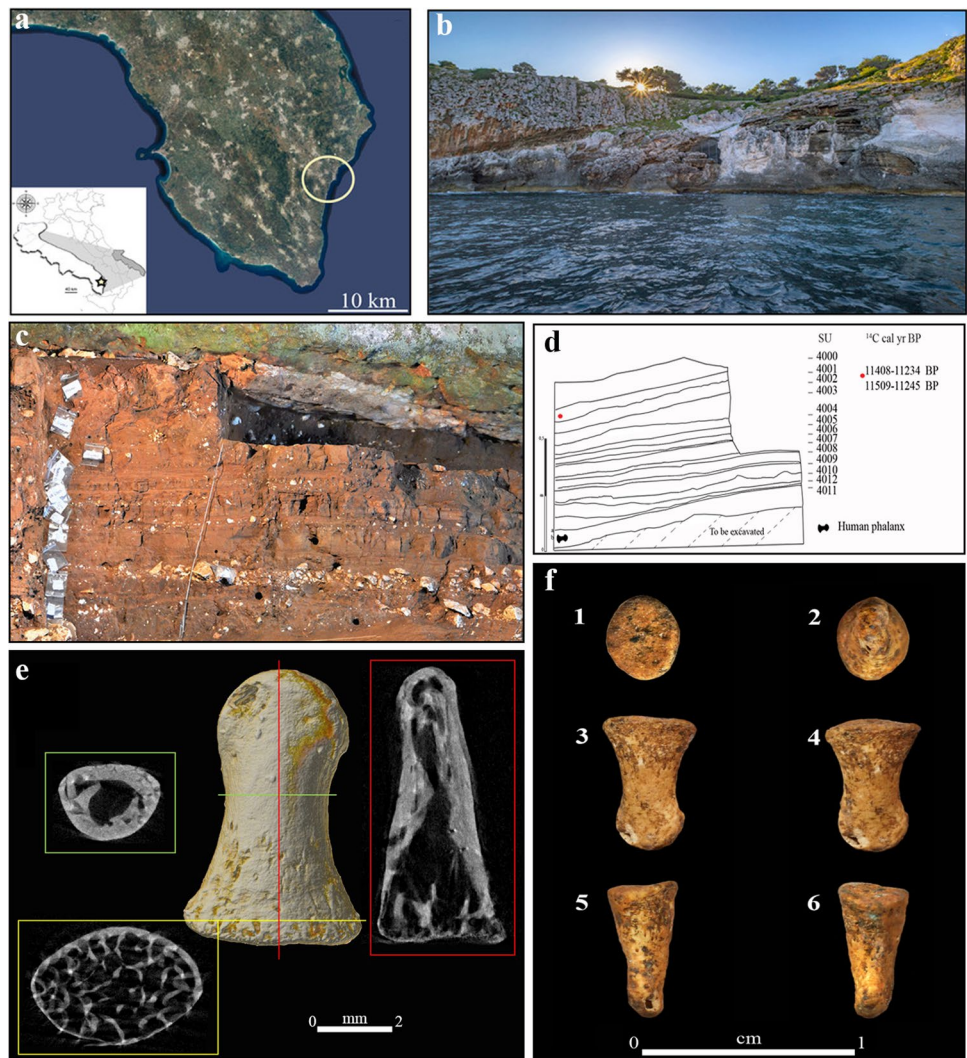 a
10 km
40 km
b
c
d
SU
¹⁴C cal yr BP
4000
4001
4002
4003
4004
4005
4006
4007
4008
4009
4010
4012
4011
11408-11234 BP
11509-11245 BP
To be excavated
Human phalanx
e
0 mm 2
f
1
2
3
4
5
6
0 cm 1